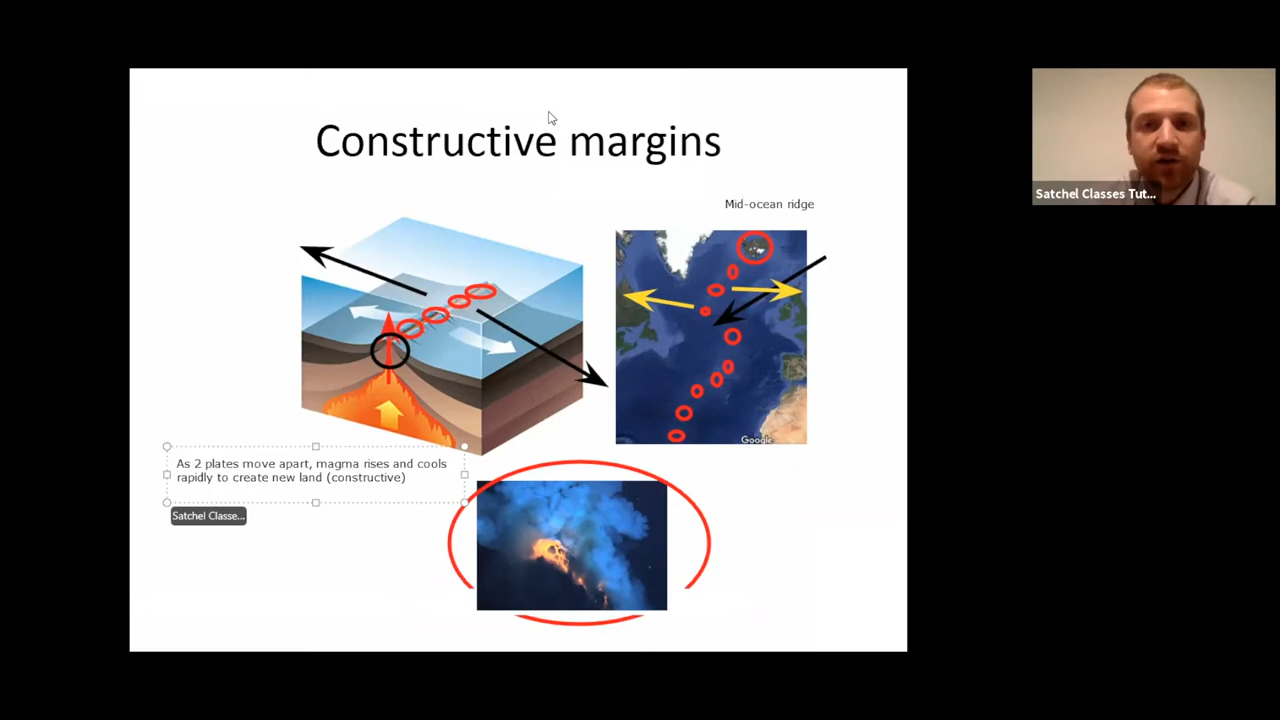 Constructive margins
Mid-ocean ridge
Google
As 2 plates move apart, magma rises and cools
rapidly to create new land (constructive)
Satchel Classe...
Satchel Classes Tut...